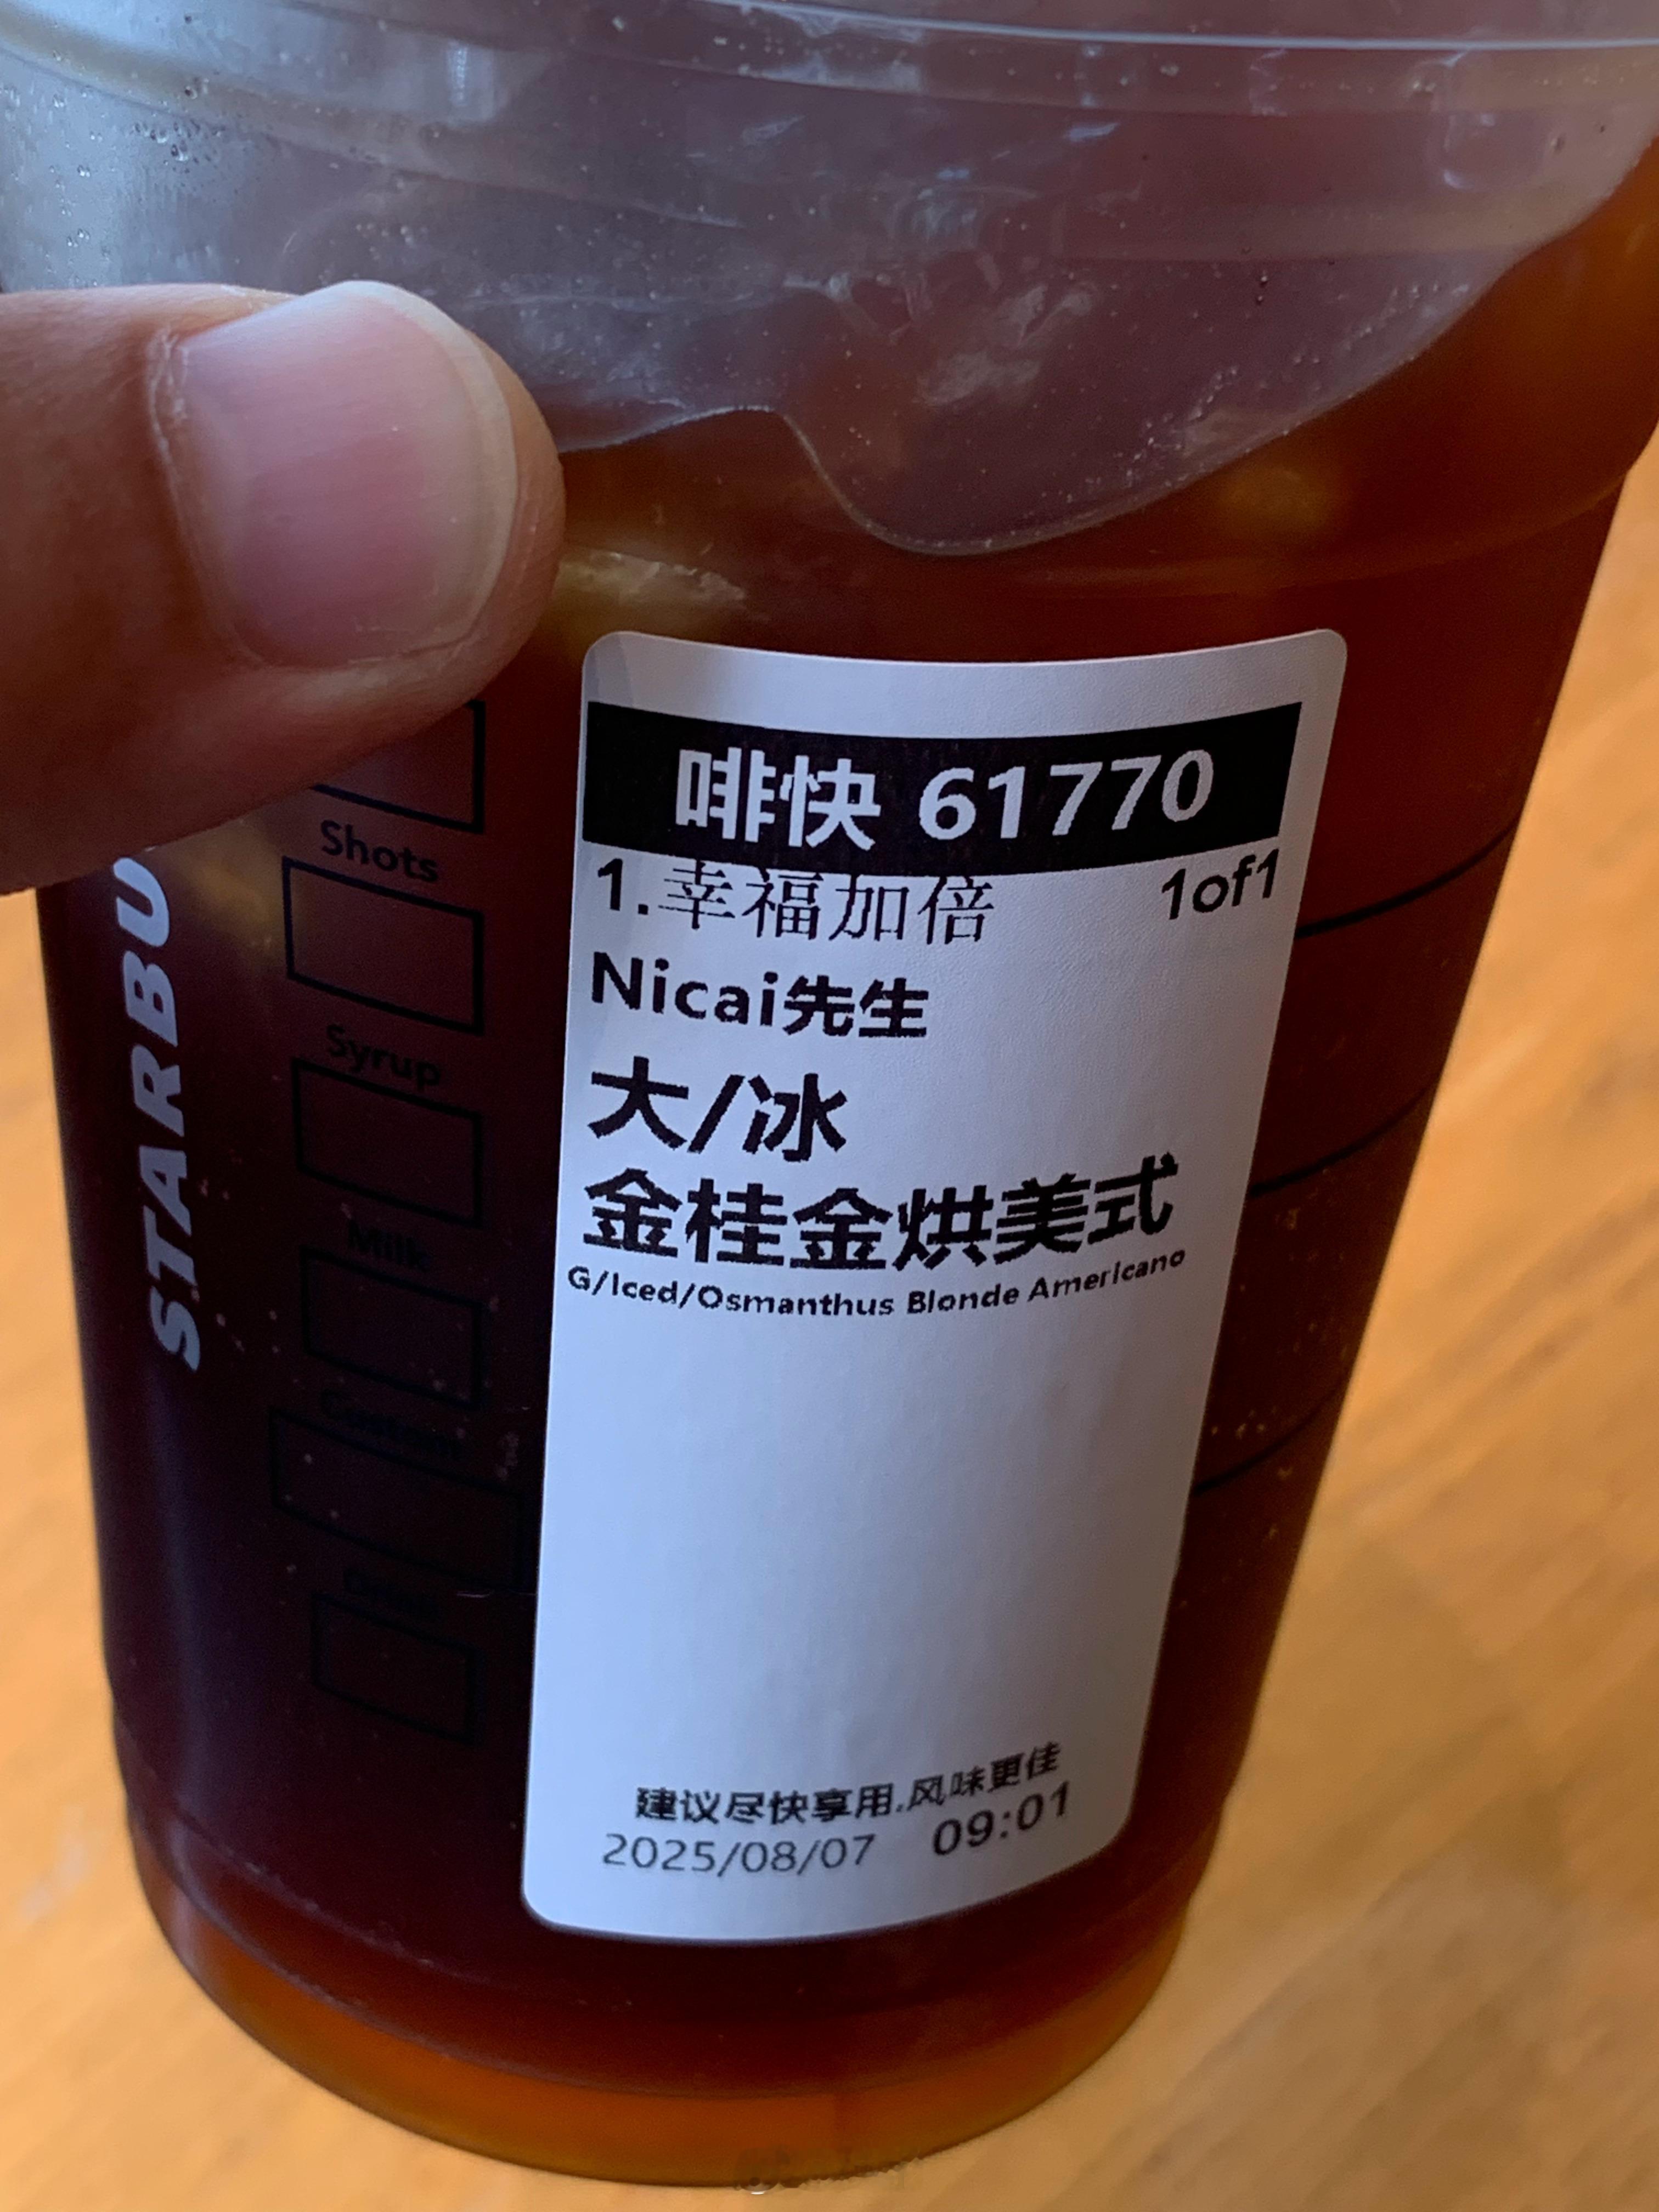 啡快 61770
1.幸福加倍 1of1
Nicai先生
大/冰
金桂金烘美式
G/Iced/Osmanthus Blonde Americano
建议尽快享用.风味更佳
2025/08/07 09:01
STARBU
Shots
Syrup
Milk
Custom